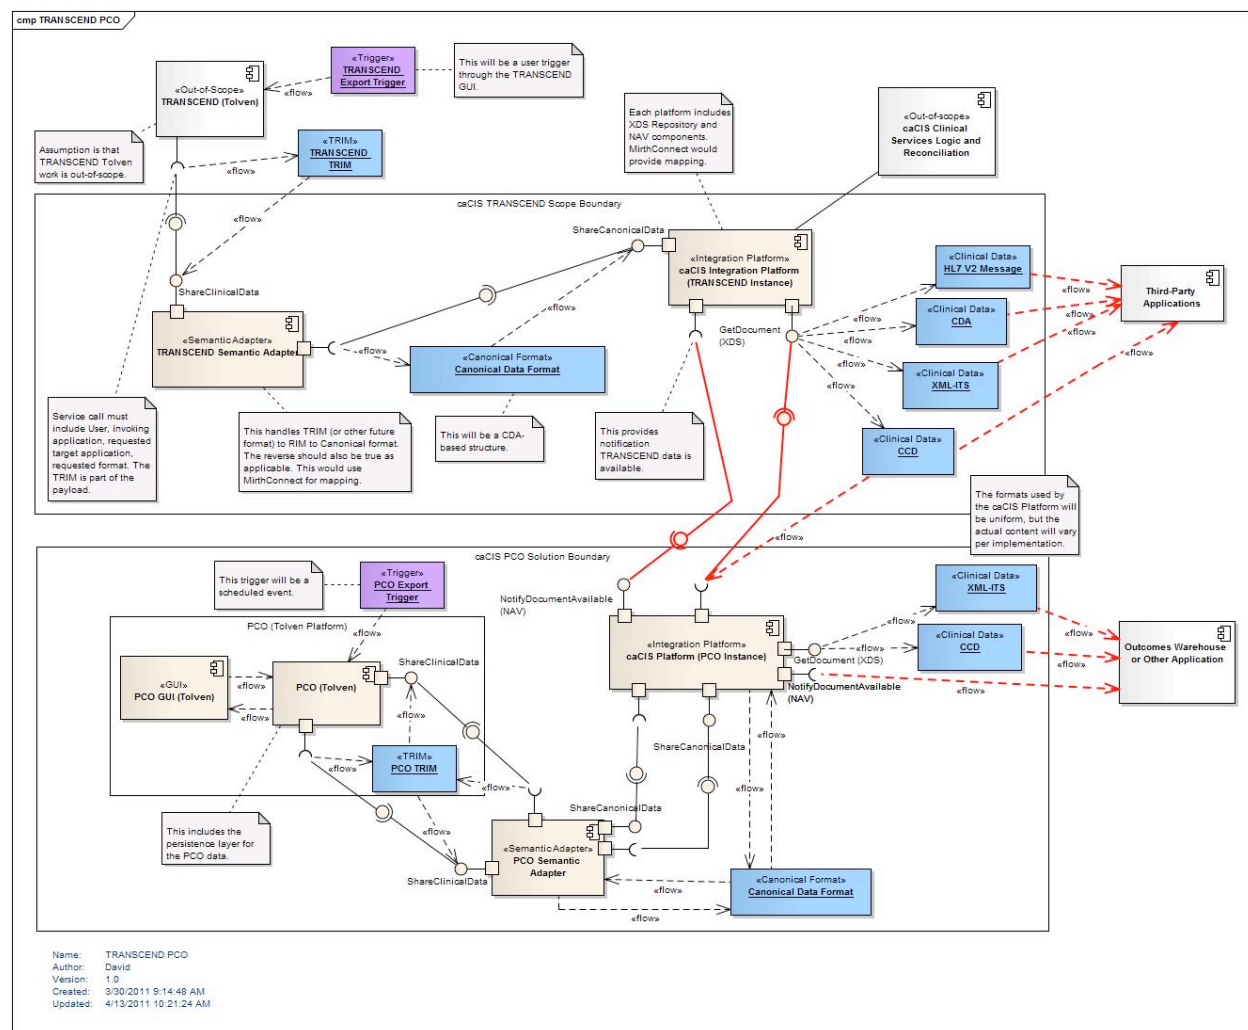 cmp TRANSCEND PCO
«Out-of-Scope»
TRANSCEND (Tolven)
«Trigger»
TRANSCEND
Export Trigger
«flow»
This will be a user trigger
through the TRANSCEND
GUI.
Assumption is that
TRANSCEND Tolven
work is out-of-scope.
«TRIM»
TRANSCEND
TRIM
«flow»
«flow»
Each platform includes
XDS Repository and
NAV components.
MirthConnect would
provide mapping.
«Out-of-scope»
caCIS Clinical
Services Logic and
Reconciliation
caCIS TRANSCEND Scope Boundary
ShareCanonicalData
«Integration Platform»
caCIS Integration Platform
(TRANSCEND Instance)
ShareClinicalData
«SemanticAdapter»
TRANSCEND Semantic Adapter
«flow»
«flow»
«Canonical Format»
Canonical Data Format
GetDocument
(XDS)
«Clinical Data»
HL7 V2 Message
«flow»
«flow»
«Clinical Data»
CDA
«flow»
«flow»
«Clinical Data»
XML-ITS
«flow»
«flow»
«Clinical Data»
CCD
«flow»
«flow»
Third-Party
Applications
Service call must
include User, invoking
application, requested
target application,
requested format. The
TRIM is part of the
payload.
This handles TRIM (or other future
format) to RIM to Canonical format.
The reverse should also be true as
applicable. This would use
MirthConnect for mapping.
This will be a CDA-
based structure.
This provides
notification
TRANSCEND data is
available.
The formats used by
the caCIS Platform will
be uniform, but the
actual content will vary
per implementation.
«flow»
caCIS PCO Solution Boundary
This trigger will be a
scheduled event.
«Trigger»
PCO Export
Trigger
«flow»
NotifyDocumentAvailable
(NAV)
PCO (Tolven Platform)
«GUI»
PCO GUI (Tolven)
«flow»
«flow»
PCO (Tolven)
ShareClinicalData
«flow»
«flow»
«TRIM»
PCO TRIM
«flow»
«flow»
«Integration Platform»
caCIS Platform (PCO Instance)
GetDocument (XDS)
NotifyDocumentAvailable
(NAV)
«flow»
«flow»
«Clinical Data»
XML-ITS
«Clinical Data»
CCD
«flow»
«flow»
«flow»
Outcomes Warehouse
or Other Application
ShareCanonicalData
ShareCanonicalData
«flow»
«flow»
This includes the
persistence layer for
the PCO data.
ShareClinicalData
«SemanticAdapter»
PCO Semantic
Adapter
«flow»
«flow»
«Canonical Format»
Canonical Data Format
Name: TRANSCEND PCO
Author: David
Version: 1.0
Created: 3/30/2011 9:14:48 AM
Updated: 4/13/2011 10:21:24 AM